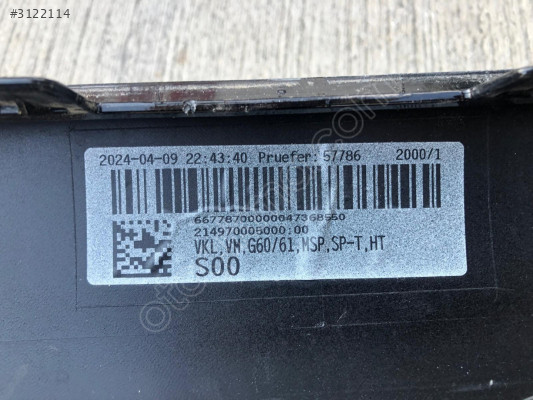 #3122114
2024-04-09 22:43:40 Pruefer: 57786 2000/1
66778700000047368550
214970005000:00
VKL,VM,G60/61,MSP,SP-T,HT
S00